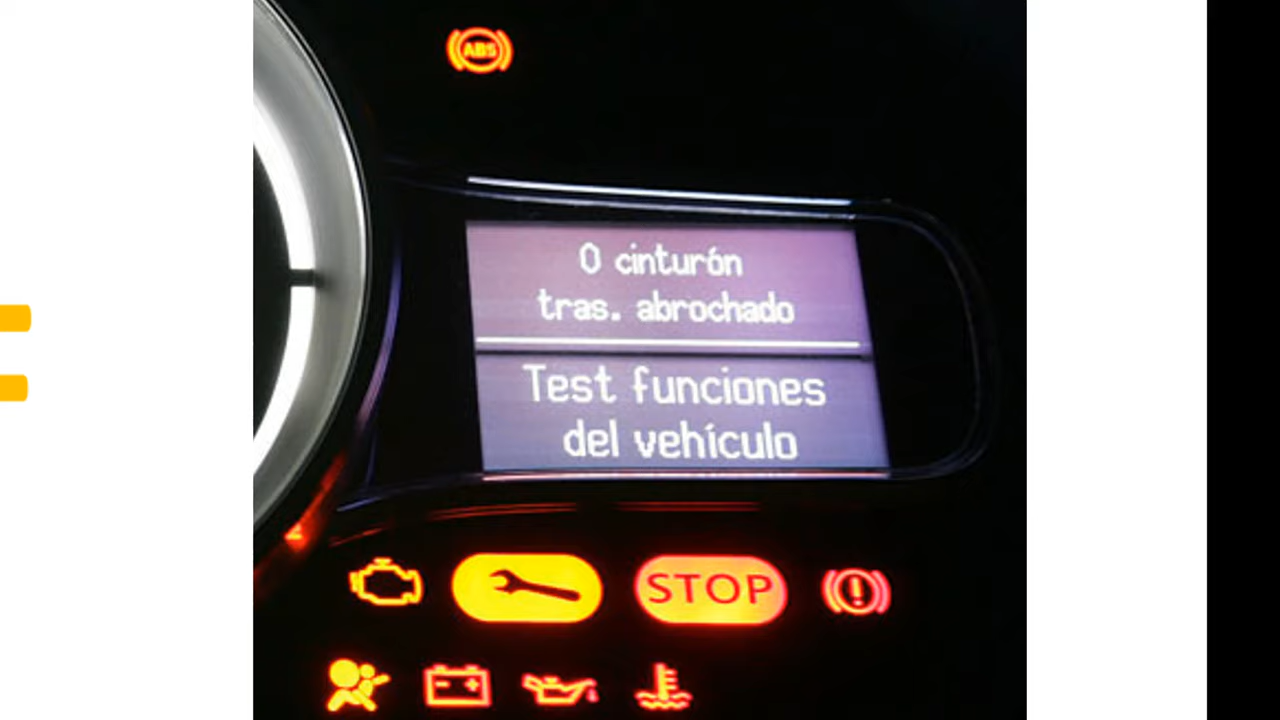 ABS
0 cinturón
tras. abrochado
Test funciones
del vehículo
STOP